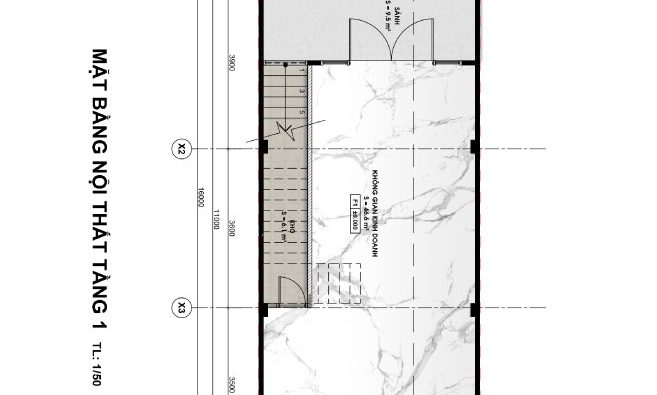 MẶT BẰNG NỘI THẤT TẦNG 1 TL: 1/50
SẢNH
S = 9.5 m²
KHÔNG GIAN KINH DOANH
S = 46.6 m²
F1 ±0.000
KHO
S = 6.1 m²
1
3
5
X2
X3
3900
3600
3500
11000
16000